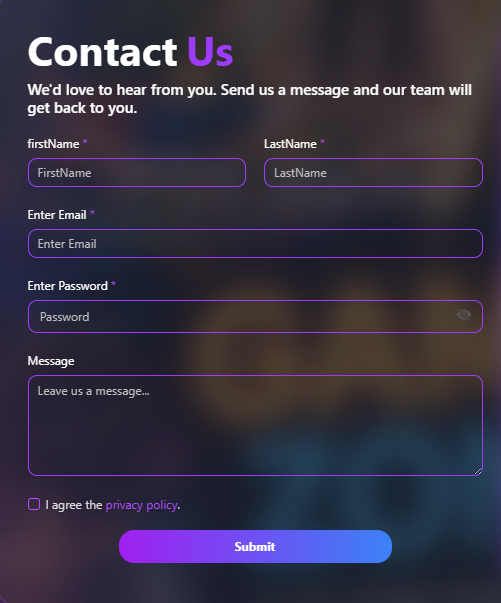 Contact Us
We'd love to hear from you. Send us a message and our team will
get back to you.
firstName * LastName *
FirstName LastName
Enter Email *
Enter Email
Enter Password *
Password
Message
Leave us a message...
I agree the privacy policy.
Submit